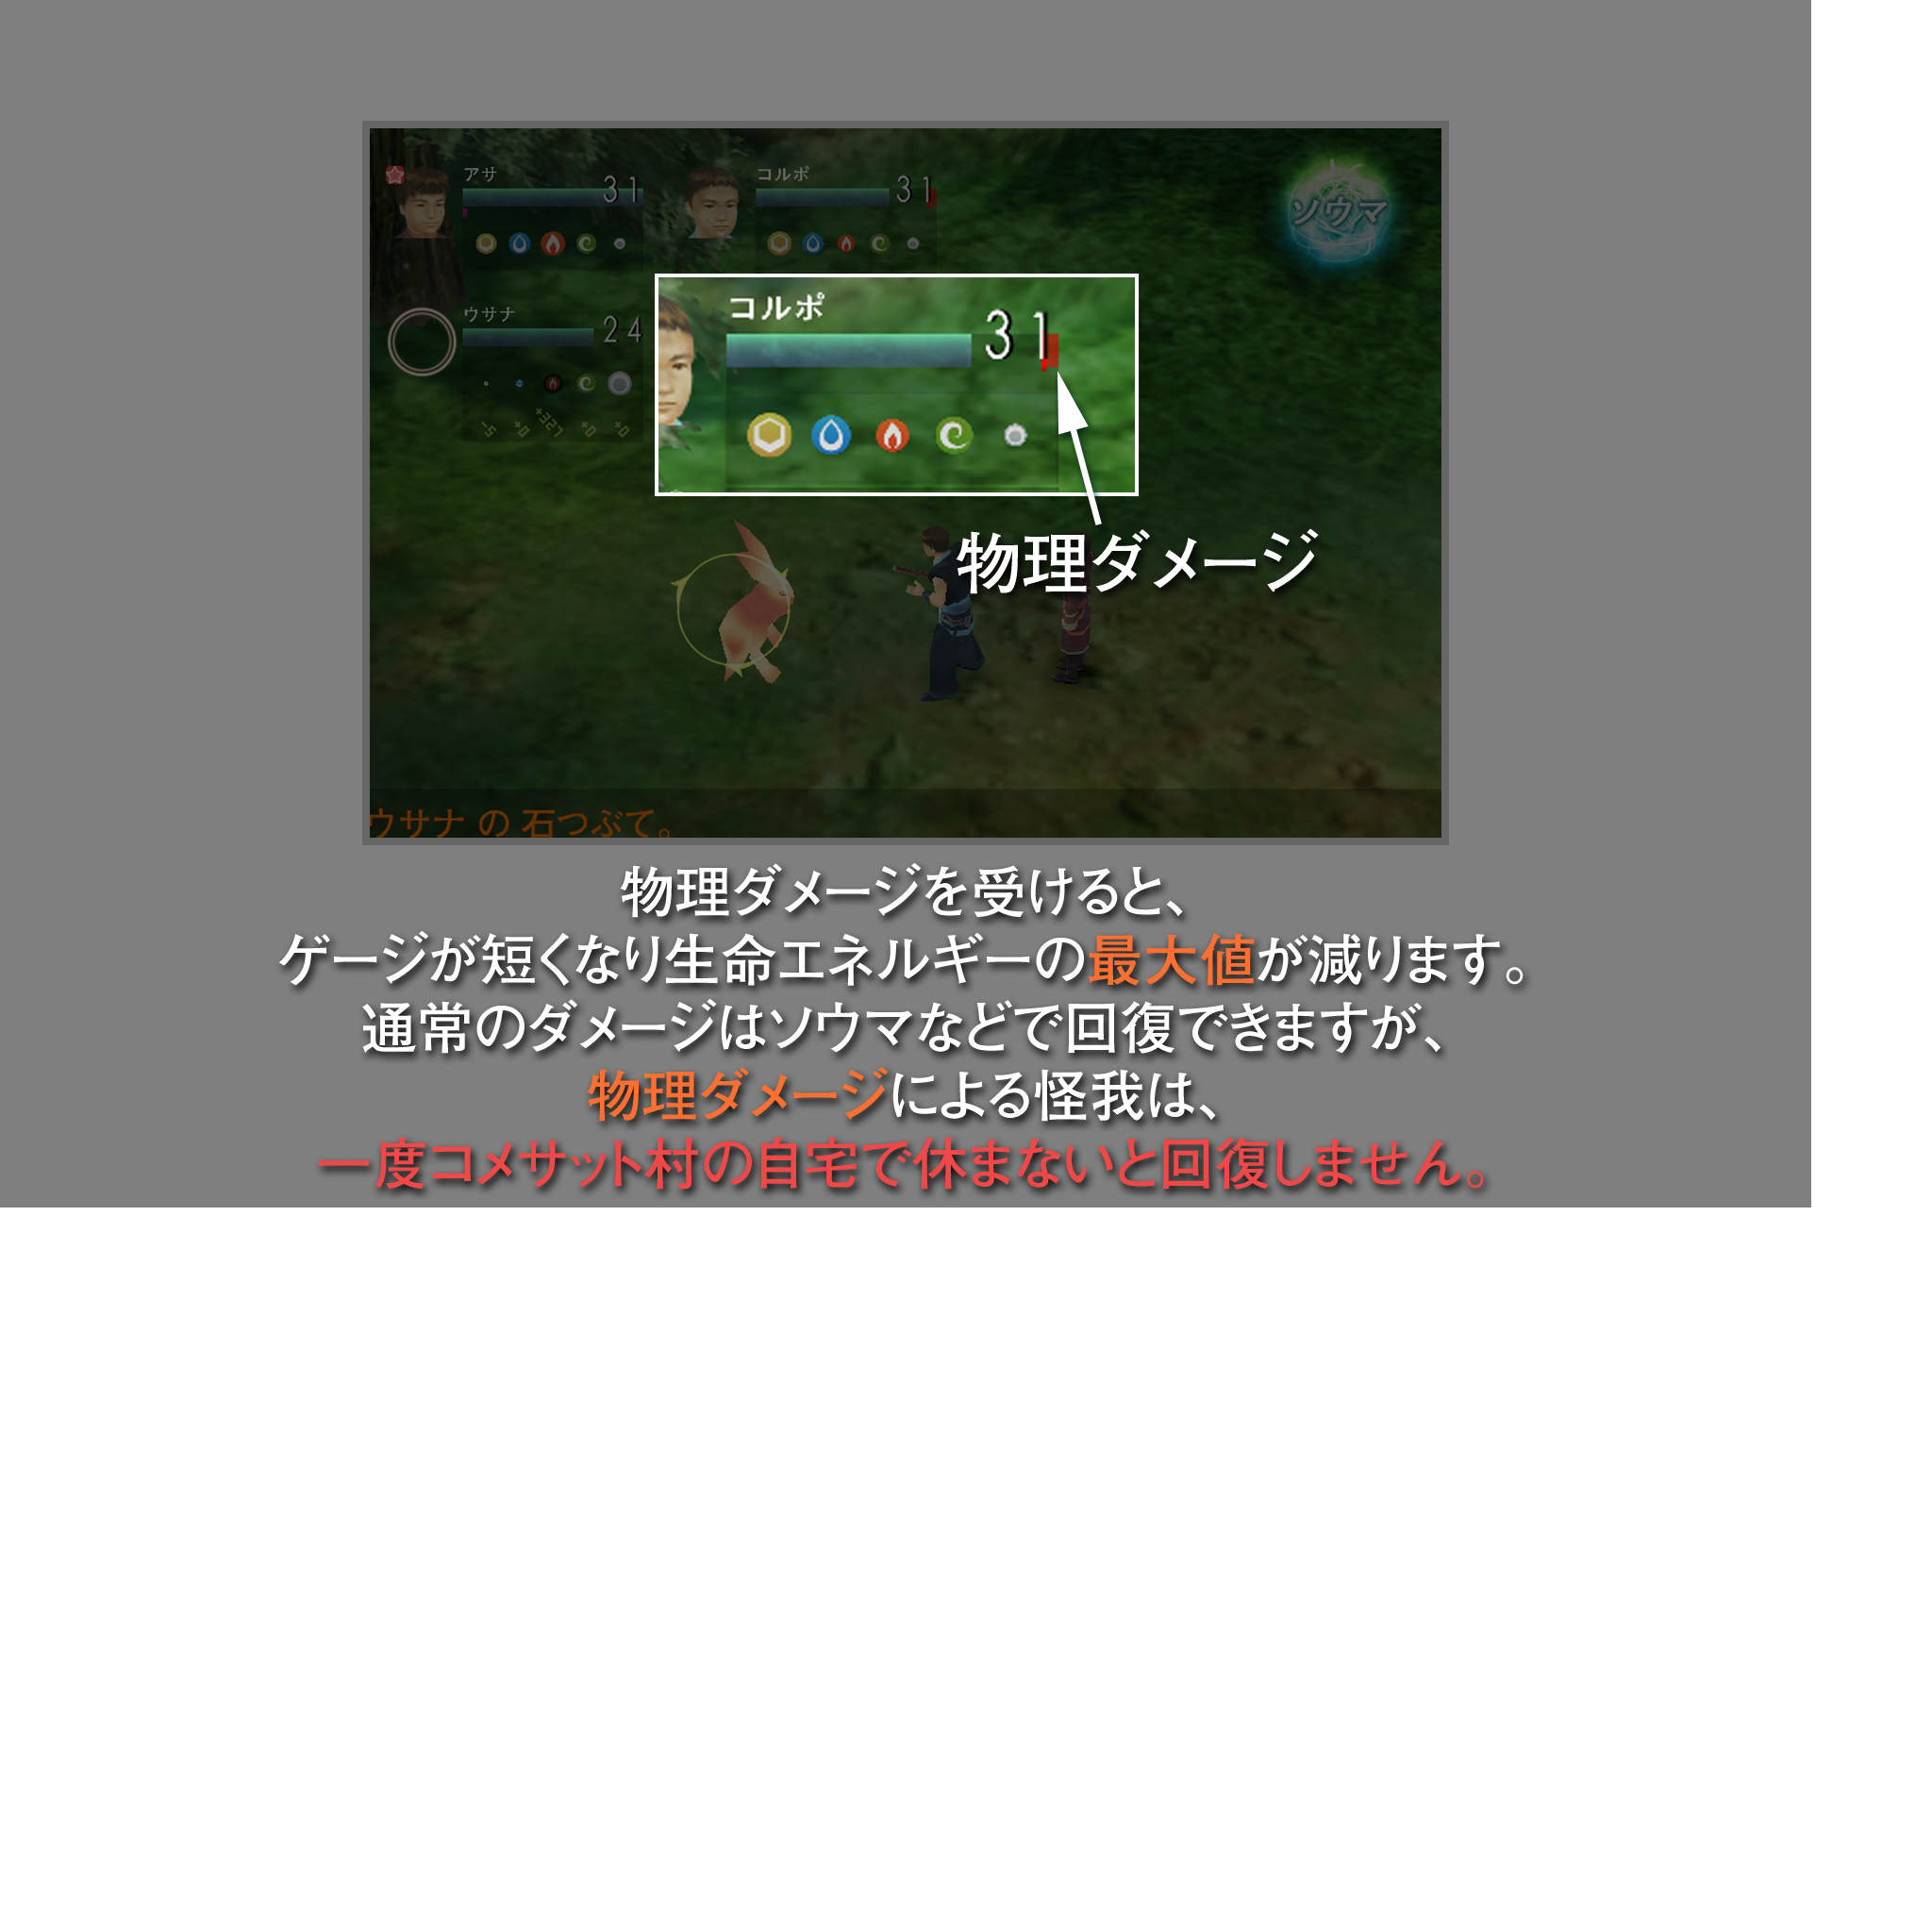 アサ
31
コルポ
31
ソウマ
ウサナ
24
コルポ
31
-5 +0 +327 +0 +0
物理ダメージ
ウサナ の 石つぶて。
物理ダメージを受けると、
ゲージが短くなり生命エネルギーの最大値が減ります。
通常のダメージはソウマなどで回復できますが、
物理ダメージによる怪我は、
一度コメサット村の自宅で休まないと回復しません。